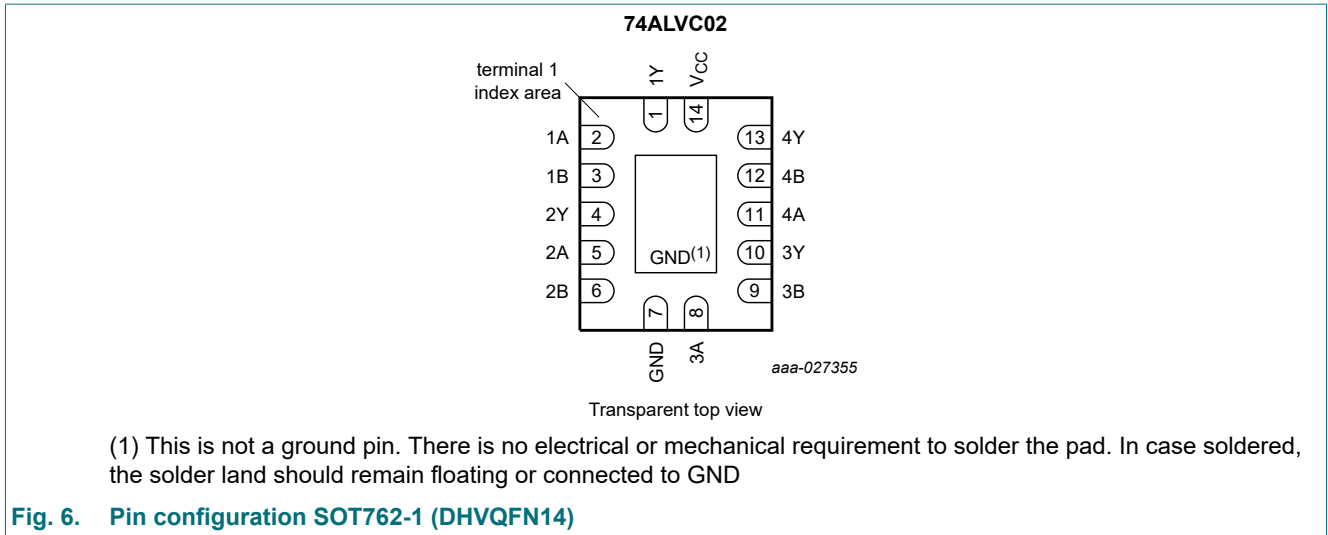 74ALVC02
terminal 1
index area
1Y
VCC
1
14
1A 2
13 4Y
1B 3
12 4B
2Y 4
11 4A
2A 5
GND(1)
10 3Y
2B 6
9 3B
7
8
GND
3A
aaa-027355
Transparent top view
(1) This is not a ground pin. There is no electrical or mechanical requirement to solder the pad. In case soldered,
the solder land should remain floating or connected to GND
Fig. 6. Pin configuration SOT762-1 (DHVQFN14)